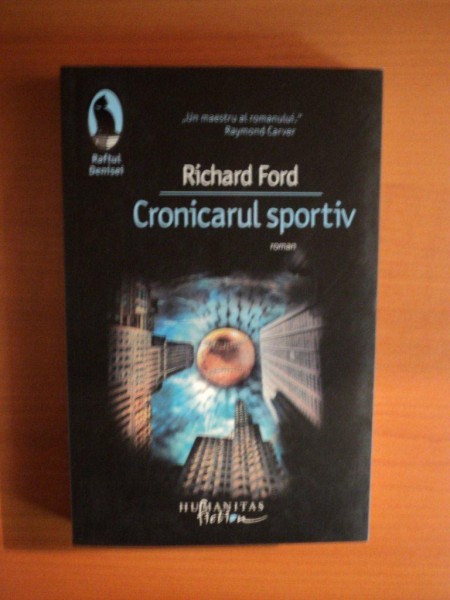 „Un maestru al romanului.”
Raymond Carver
Raftul
Denisei
Richard Ford
Cronicarul sportiv
roman
HUMANITAS
fiction